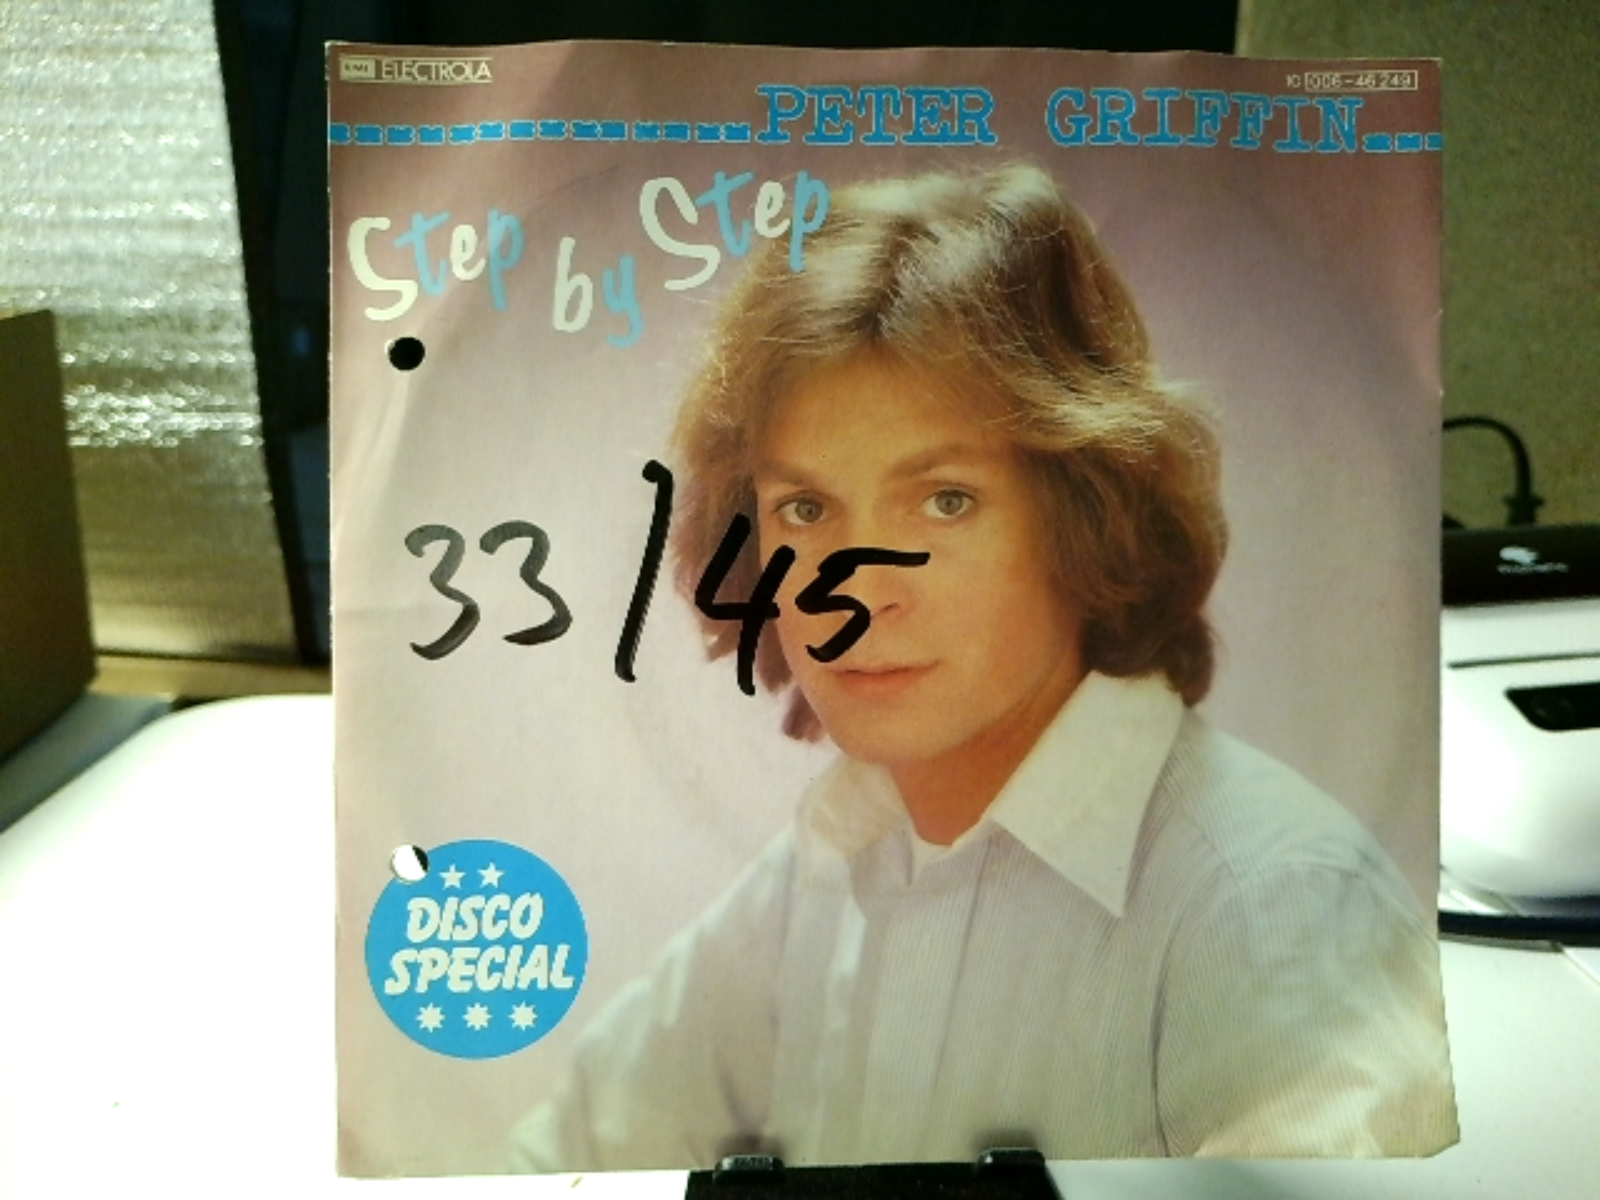 EMI ELECTROLA
1C 006-46 249
PETER GRIFFIN
Step by Step
33/45
DISCO
SPECIAL